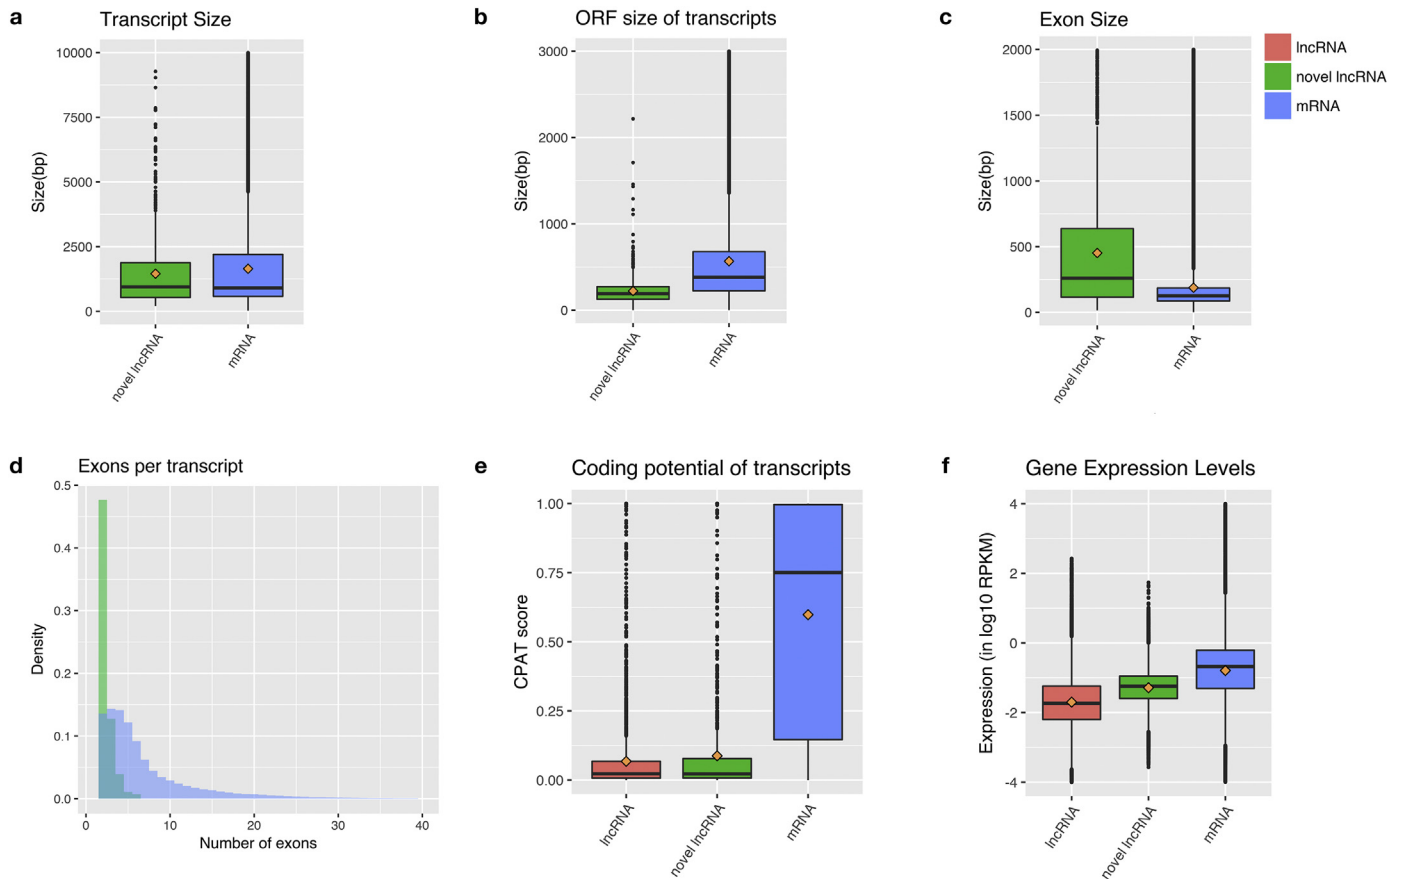 a Transcript Size
Size(bp)
10000
7500
5000
2500
0
novel lncRNA
mRNA
b ORF size of transcripts
Size(bp)
3000
2000
1000
0
novel lncRNA
mRNA
c Exon Size
Size(bp)
2000
1500
1000
500
0
novel lncRNA
mRNA
lncRNA
novel lncRNA
mRNA
d Exons per transcript
Density
0.5
0.4
0.3
0.2
0.1
0.0
0 10 20 30 40
Number of exons
e Coding potential of transcripts
CPAT score
1.00
0.75
0.50
0.25
0.00
lncRNA
novel lncRNA
mRNA
f Gene Expression Levels
Expression (in log10 RPKM)
4
2
0
-2
-4
lncRNA
novel lncRNA
mRNA